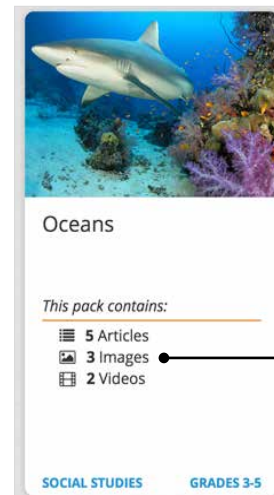 Oceans
This pack contains:
5 Articles
3 Images
2 Videos
SOCIAL STUDIES GRADES 3-5